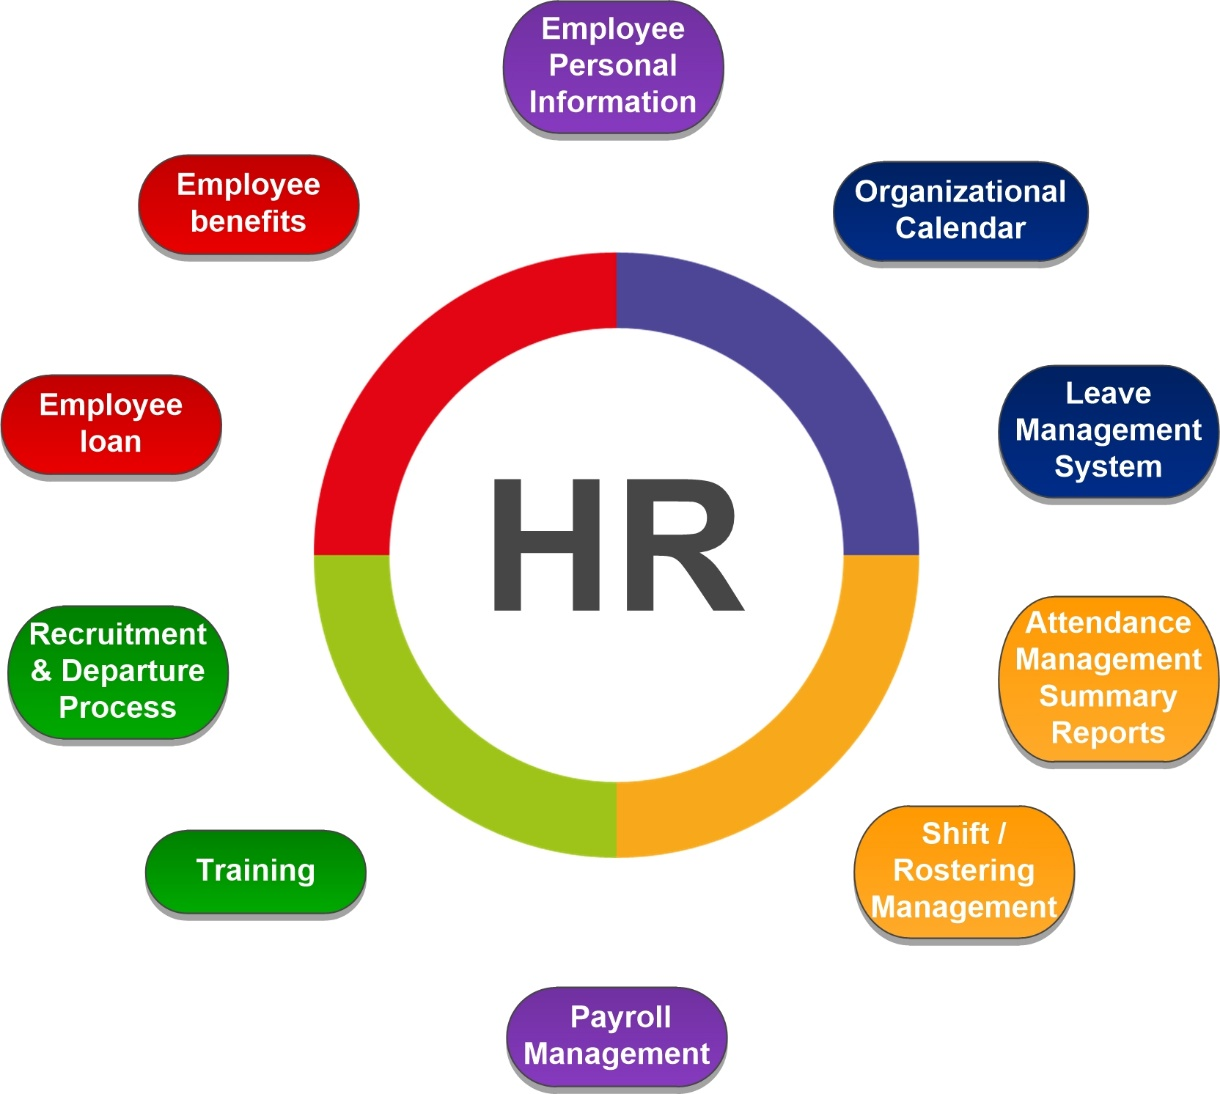 Employee
Personal
Information
Organizational
Calendar
Leave
Management
System
Attendance
Management
Summary
Reports
Shift /
Rostering
Management
Payroll
Management
Training
Recruitment
& Departure
Process
Employee
loan
Employee
benefits
HR